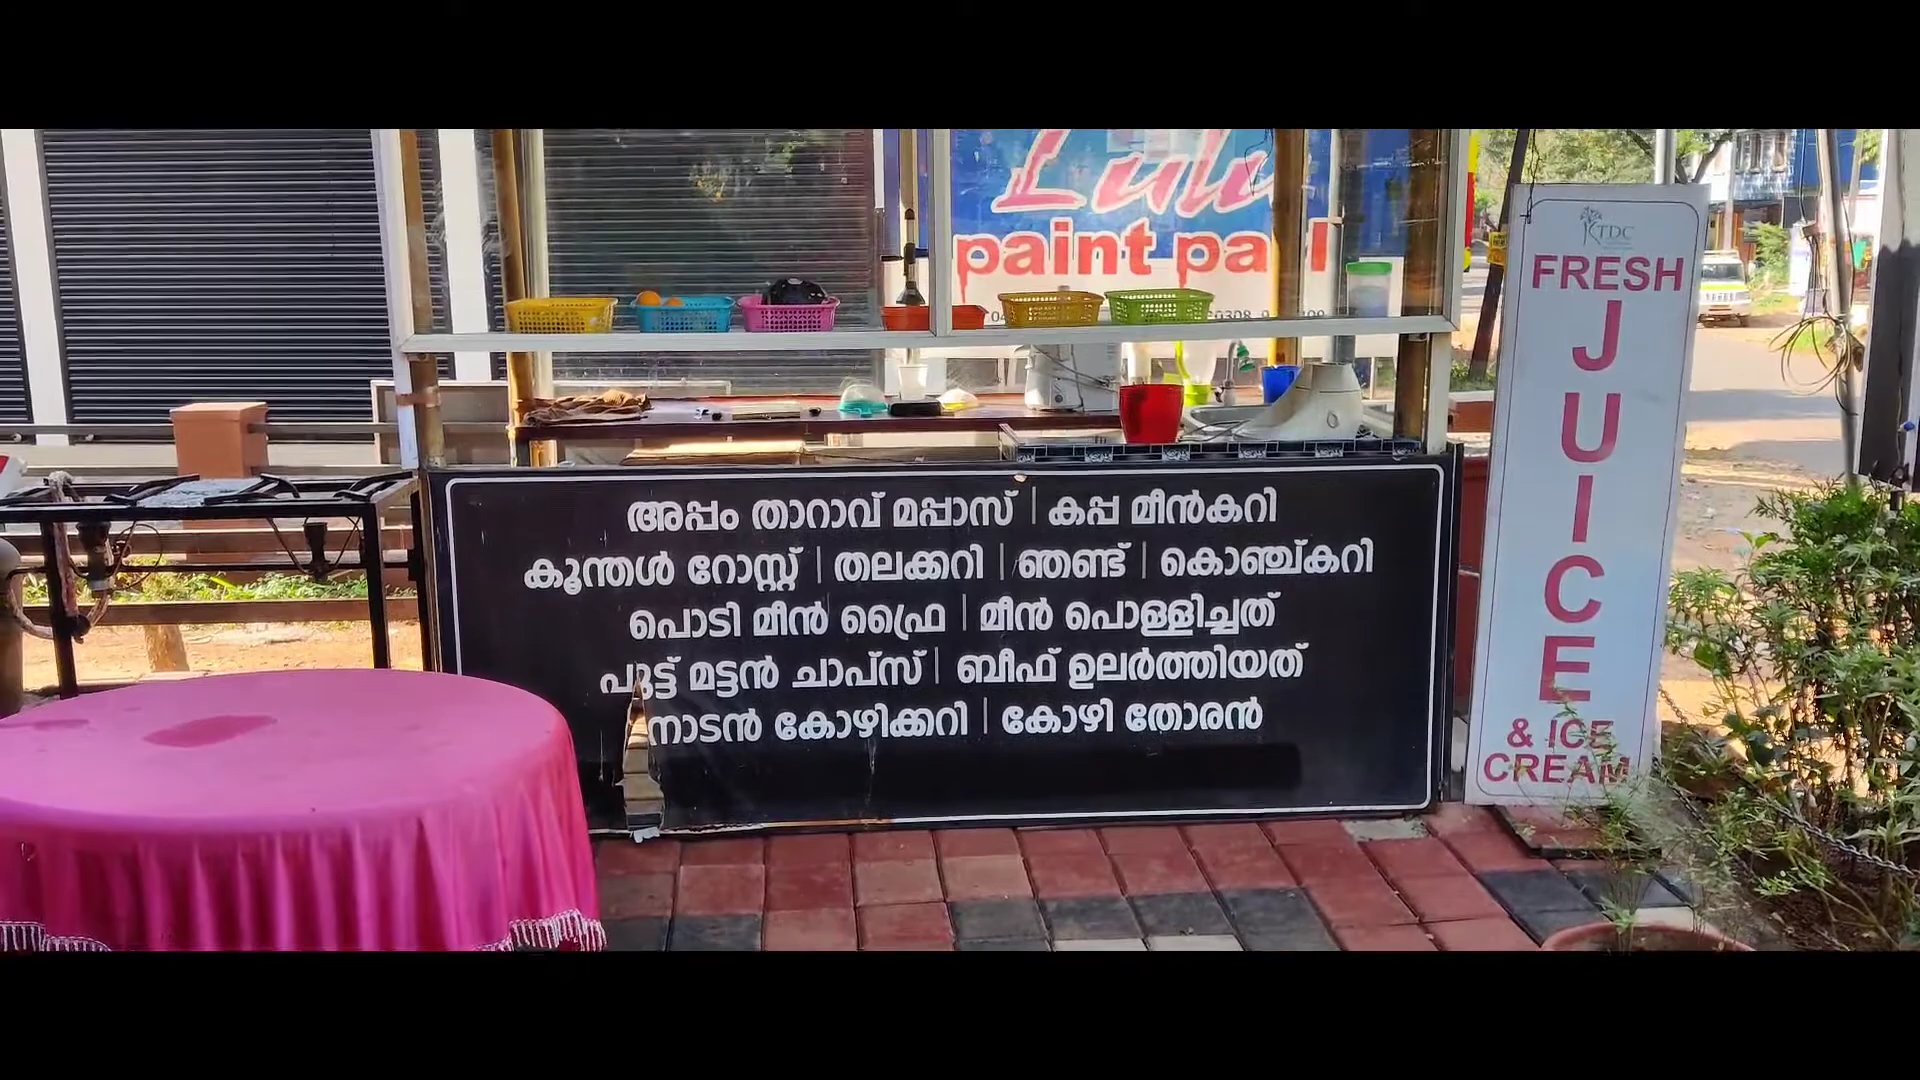 Lulu
paint pa
KTDC
FRESH
JUICE
& ICE
CREAM
അപ്പം താറാവ് മപ്പാസ് | കപ്പ മീൻകറി
കൂന്തൾ റോസ്റ്റ് | തലക്കറി | ഞണ്ട് | കൊഞ്ച്കറി
പൊടി മീൻ ഫ്രൈ | മീൻ പൊള്ളിച്ചത്
പുട്ട് മട്ടൻ ചാപ്സ് | ബീഫ് ഉലർത്തിയത്
നാടൻ കോഴിക്കറി | കോഴി തോരൻ